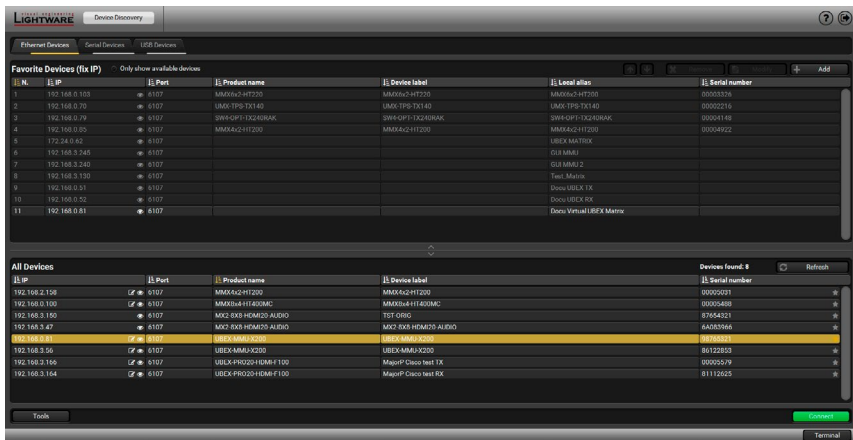 visual engineering
LIGHTWARE Device Discovery
Ethernet Devices Serial Devices USB Devices
Favorite Devices (fix IP) Only show available devices Add
N. IP Port Product name Device label Local alias Serial number
1 192.168.0.103 6107 MMX6x2-HT220 MMX6x2-HT220 MMX6x2-HT220 00003326
2 192.168.0.70 6107 UMX-TPS-TX140 UMX-TPS-TX140 UMX-TPS-TX140 00002216
3 192.168.0.79 6107 SW4-OPT-TX240RAK SW4-OPT-TX240RAK SW4-OPT-TX240RAK 00004148
4 192.168.0.85 6107 MMX4x2-HT200 MMX4x2-HT200 MMX4x2-HT200 00004922
5 172.24.0.62 6107 UBEX MATRIX
6 192.168.3.245 6107 GUI MMU
7 192.168.3.240 6107 GUI MMU 2
8 192.168.3.130 6107 Test_Matrix
9 192.168.0.51 6107 Docu UBEX TX
10 192.168.0.52 6107 Docu UBEX RX
11 192.168.0.81 6107 Docu Virtual UBEX Matrix
All Devices Devices found: 8 Refresh
IP Port Product name Device label Serial number
192.168.2.158 6107 MMX4x2-HT200 MMX4x2-HT200 00005031
192.168.0.100 6107 MMX8x4-HT400MC MMX8x4-HT400MC 00005488
192.168.3.150 6107 MX2-8X8-HDMI20-AUDIO TST-ORIG 87654321
192.168.3.47 6107 MX2-8X8-HDMI20-AUDIO MX2-8X8-HDMI20-AUDIO 6A083966
192.168.0.81 6107 UBEX-MMU-X200 UBEX-MMU-X200 98765321
192.168.3.56 6107 UBEX-MMU-X200 UBEX-MMU-X200 86122853
192.168.3.166 6107 UBEX-PRO20-HDMI-F100 MajorP Cisco test TX 00005579
192.168.3.164 6107 UBEX-PRO20-HDMI-F100 MajorP Cisco test RX 81112625
Tools Connect
Terminal